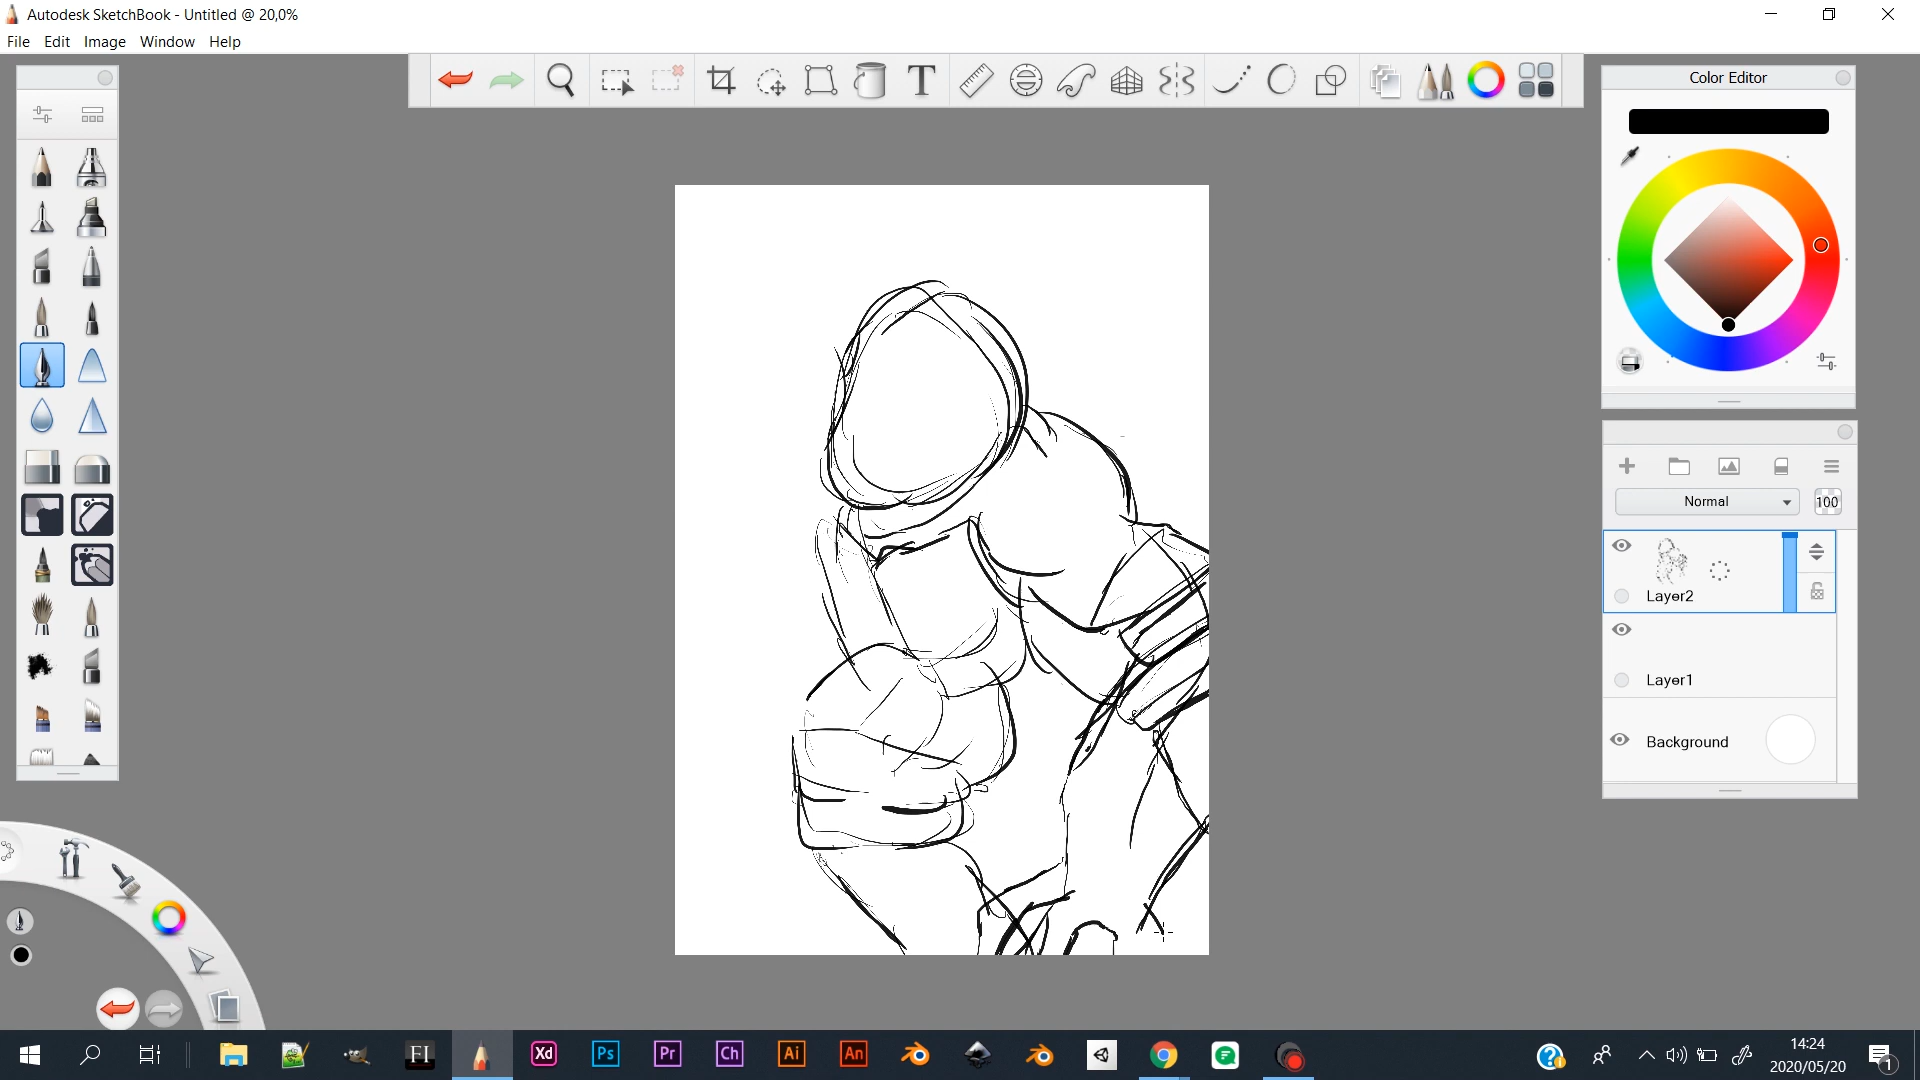 Autodesk SketchBook - Untitled @ 20,0%
File Edit Image Window Help
T
Color Editor
Normal 100
Layer2
Layer1
Background
FI Xd Ps Pr Ch Ai An
14:24
2020/05/20
1